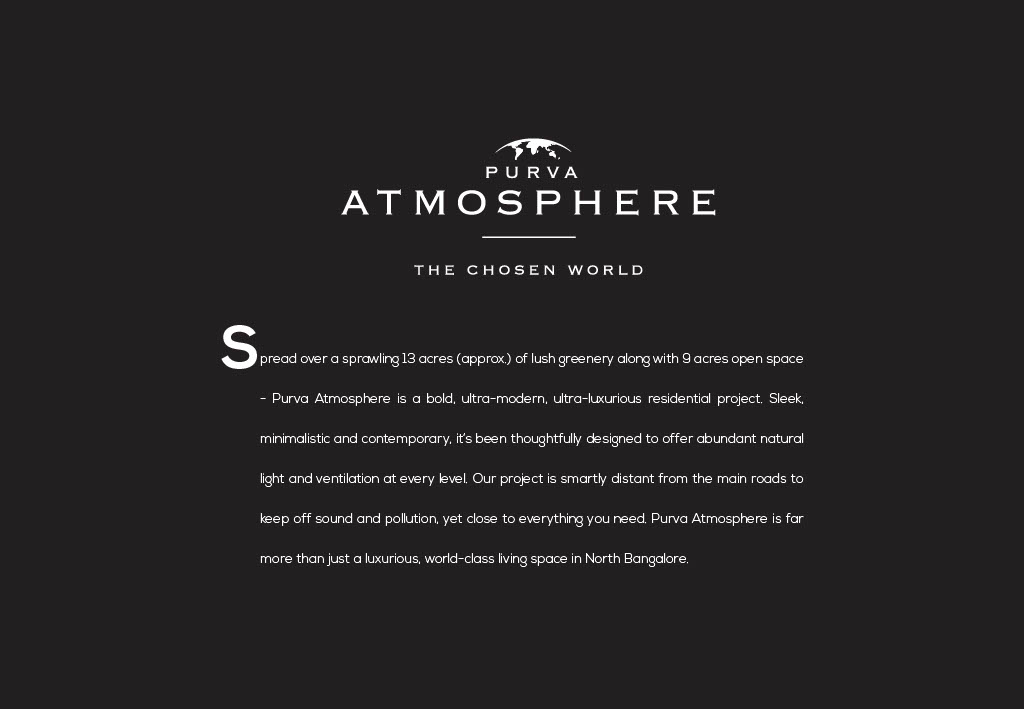 PURVA
ATMOSPHERE
THE CHOSEN WORLD
Spread over a sprawling 13 acres (approx.) of lush greenery along with 9 acres open space
- Purva Atmosphere is a bold, ultra-modern, ultra-luxurious residential project. Sleek,
minimalistic and contemporary, it's been thoughtfully designed to offer abundant natural
light and ventilation at every level. Our project is smartly distant from the main roads to
keep off sound and pollution, yet close to everything you need. Purva Atmosphere is far
more than just a luxurious, world-class living space in North Bangalore.